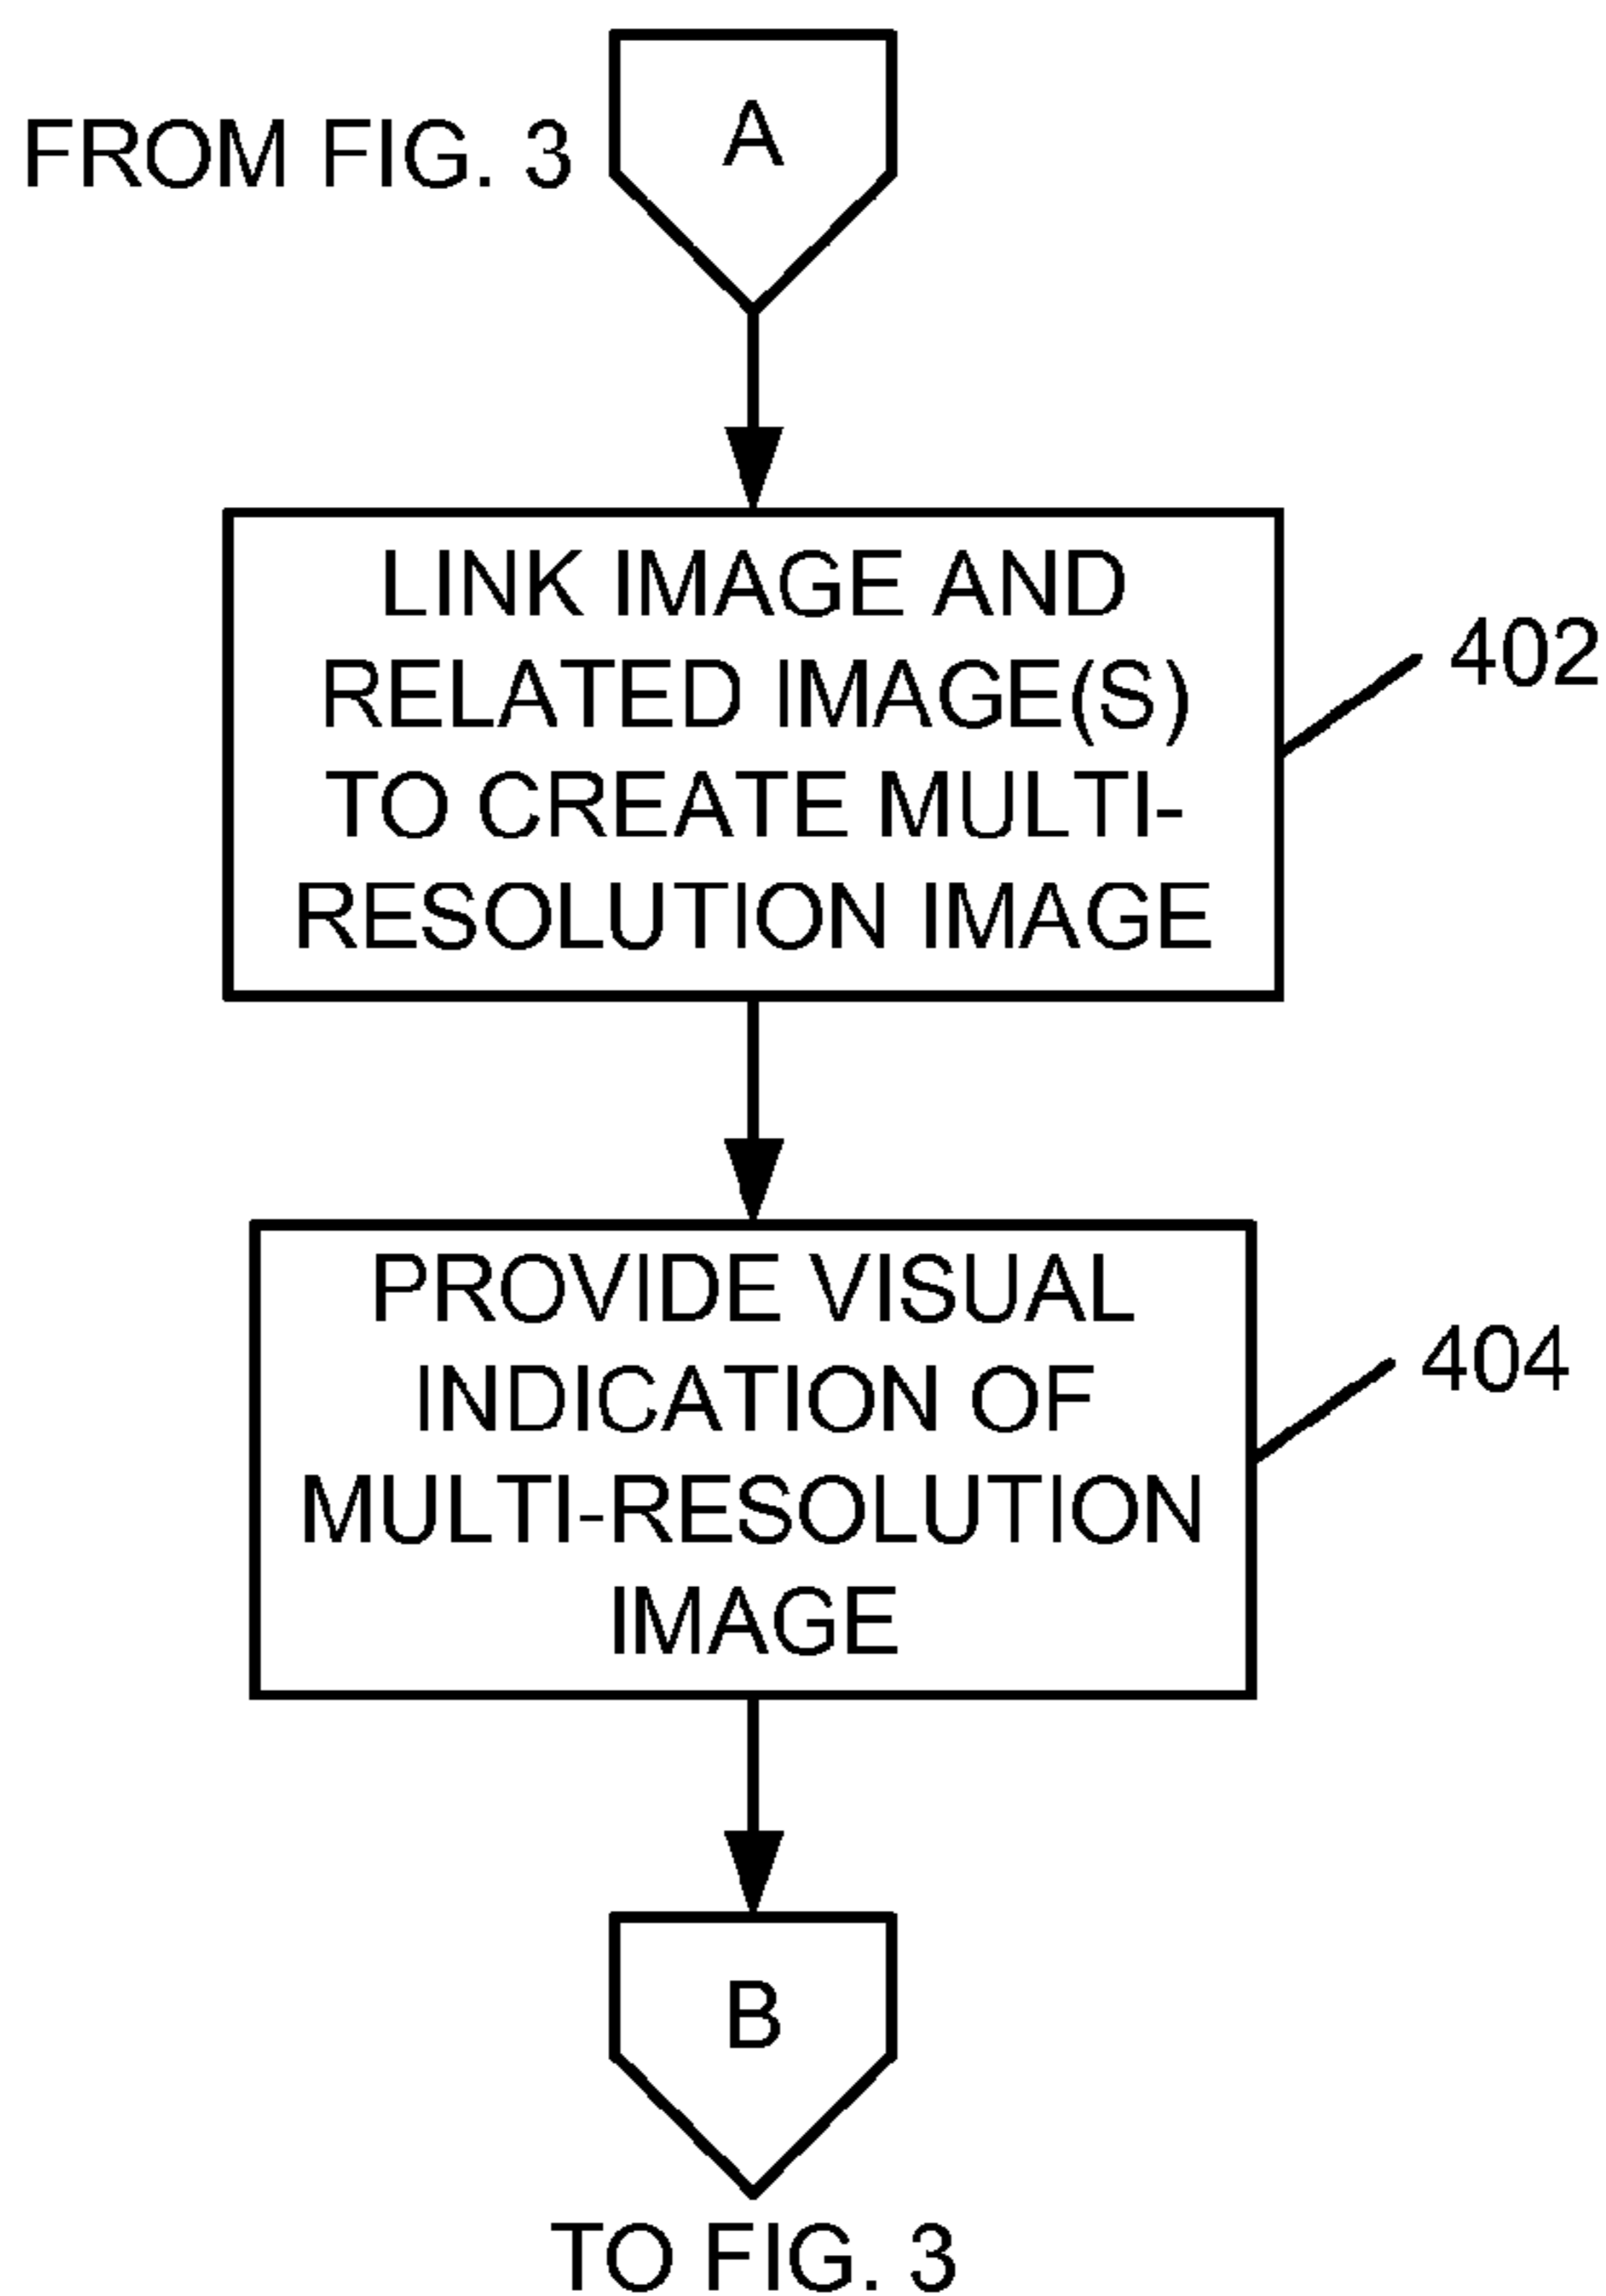 FROM FIG. 3
A
LINK IMAGE AND
RELATED IMAGE(S)
TO CREATE MULTI-
RESOLUTION IMAGE
402
PROVIDE VISUAL
INDICATION OF
MULTI-RESOLUTION
IMAGE
404
B
TO FIG. 3